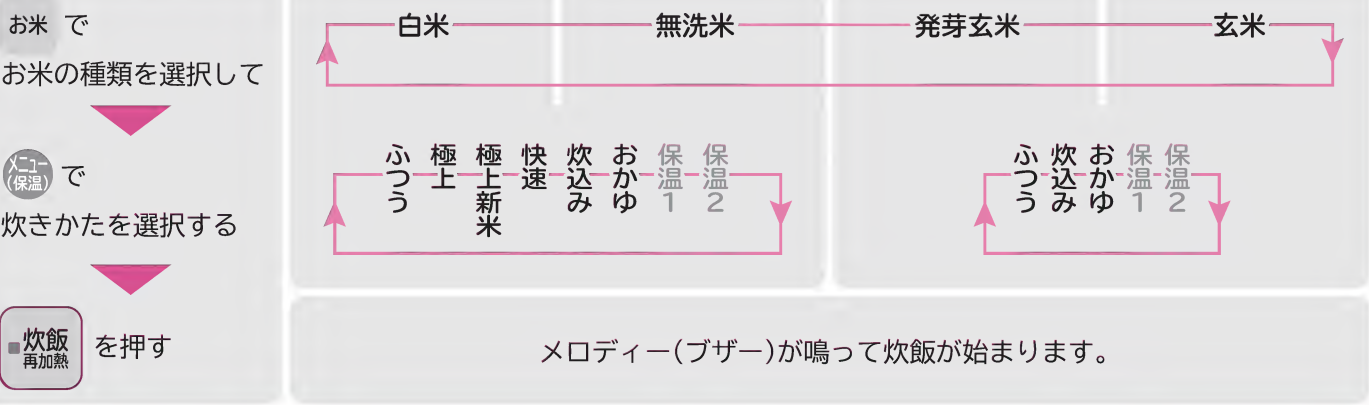 お米 で
お米の種類を選択して
白米 無洗米 発芽玄米 玄米
メニュー
(保温) で
炊きかたを選択する
ふつう
極上
極上新米
快速
炊込み
おかゆ
保温1
保温2
ふつう
炊込み
おかゆ
保温1
保温2
炊飯
再加熱 を押す
メロディー(ブザー)が鳴って炊飯が始まります。